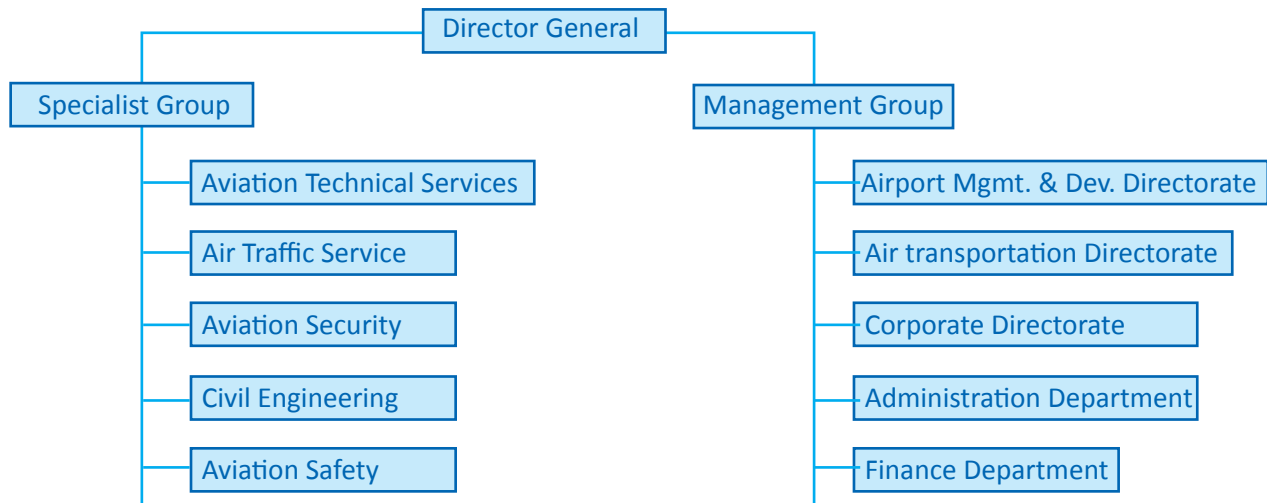 Director General
Specialist Group
Management Group
Aviation Technical Services
Air Traffic Service
Aviation Security
Civil Engineering
Aviation Safety
Airport Mgmt. & Dev. Directorate
Air transportation Directorate
Corporate Directorate
Administration Department
Finance Department